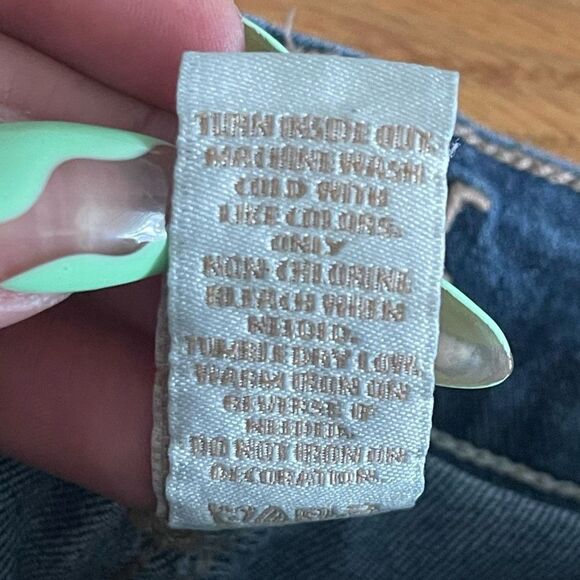 TURN INSIDE OUT.
MACHINE WASH
COLD WITH
LIKE COLORS.
AND
NON CHLORINE
BLEACH WHEN
NEEDED.
TUMBLE DRY LOW.
WARM IRON ON
REVERSE IF
NEEDED.
DO NOT IRON ON
DECORATION.